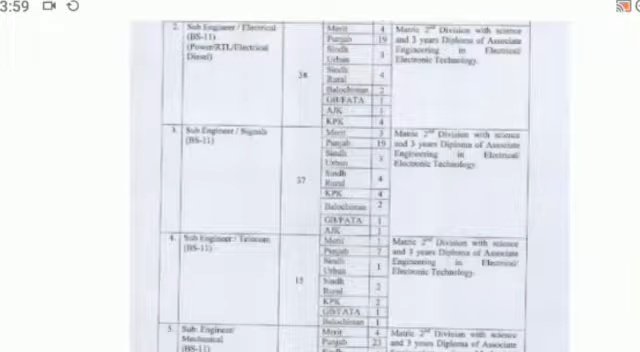 3:59
2. Sub Engineer / Electrical
(BS-11)
(Power/RTL/Electrical
Diesel)
38
Merit 4
Punjab 19
Sindh
Urban 3
Sindh
Rural 4
Balochistan 2
GB/FATA 1
AJK 1
KPK 4
Matric 2nd Division with science
and 3 years Diploma of Associate
Engineering in Electrical/
Electronic Technology.
3. Sub Engineer / Signals
(BS-11)
37
Merit 3
Punjab 19
Sindh
Urban 3
Sindh
Rural 4
KPK 4
Balochistan 2
GB/FATA 1
AJK 1
Matric 2nd Division with science
and 3 years Diploma of Associate
Engineering in Electrical/
Electronic Technology.
4. Sub Engineer / Telecom
(BS-11)
15
Merit 1
Punjab 7
Sindh
Urban 1
Sindh
Rural 2
KPK 2
GB/FATA 1
Balochistan 1
Matric 2nd Division with science
and 3 years Diploma of Associate
Engineering in Electrical/
Electronic Technology.
5. Sub Engineer/
Mechanical
(BS-11)
Merit 4
Punjab 23
Matric 2nd Division with science
and 3 years Diploma of Associate